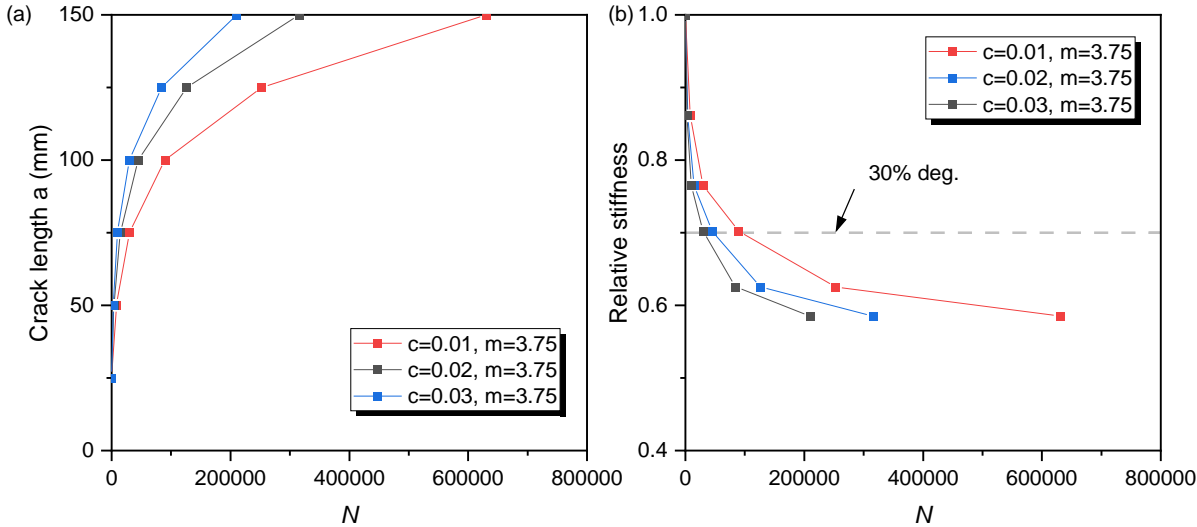 (a)
150
100
50
0
Crack length a (mm)
c=0.01, m=3.75
c=0.02, m=3.75
c=0.03, m=3.75
0
200000
400000
600000
800000
N
(b)
1.0
0.8
0.6
0.4
Relative stiffness
c=0.01, m=3.75
c=0.02, m=3.75
c=0.03, m=3.75
30% deg.
0
200000
400000
600000
800000
N